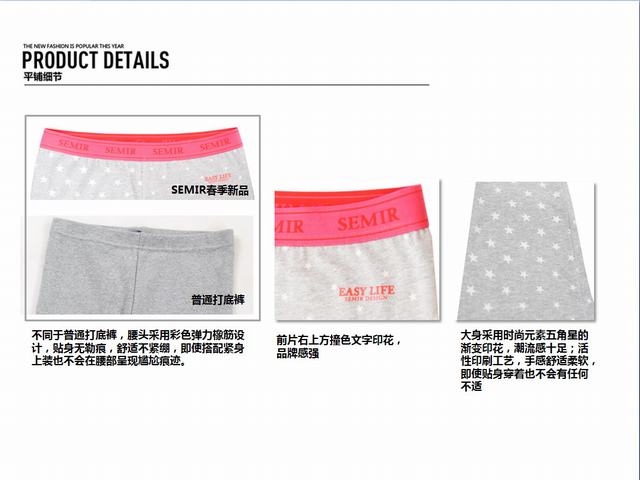 THE NEW FASHION IS POPULAR THIS YEAR
PRODUCT DETAILS
平铺细节
SEMIR SEMIR SEMIR SEMIR
EASY LIFE
SEMIR春季新品
普通打底裤
不同于普通打底裤，腰头采用彩色弹力橡筋设
计，贴身无勒痕，舒适不紧绷，即使搭配紧身
上装也不会在腰部呈现尴尬痕迹。
MIR SEMIR
EASY LIFE
SEMIR DESIGN
前片右上方撞色文字印花，
品牌感强
大身采用时尚元素五角星的
渐变印花，潮流感十足；活
性印刷工艺，手感舒适柔软，
即使贴身穿着也不会有任何
不适